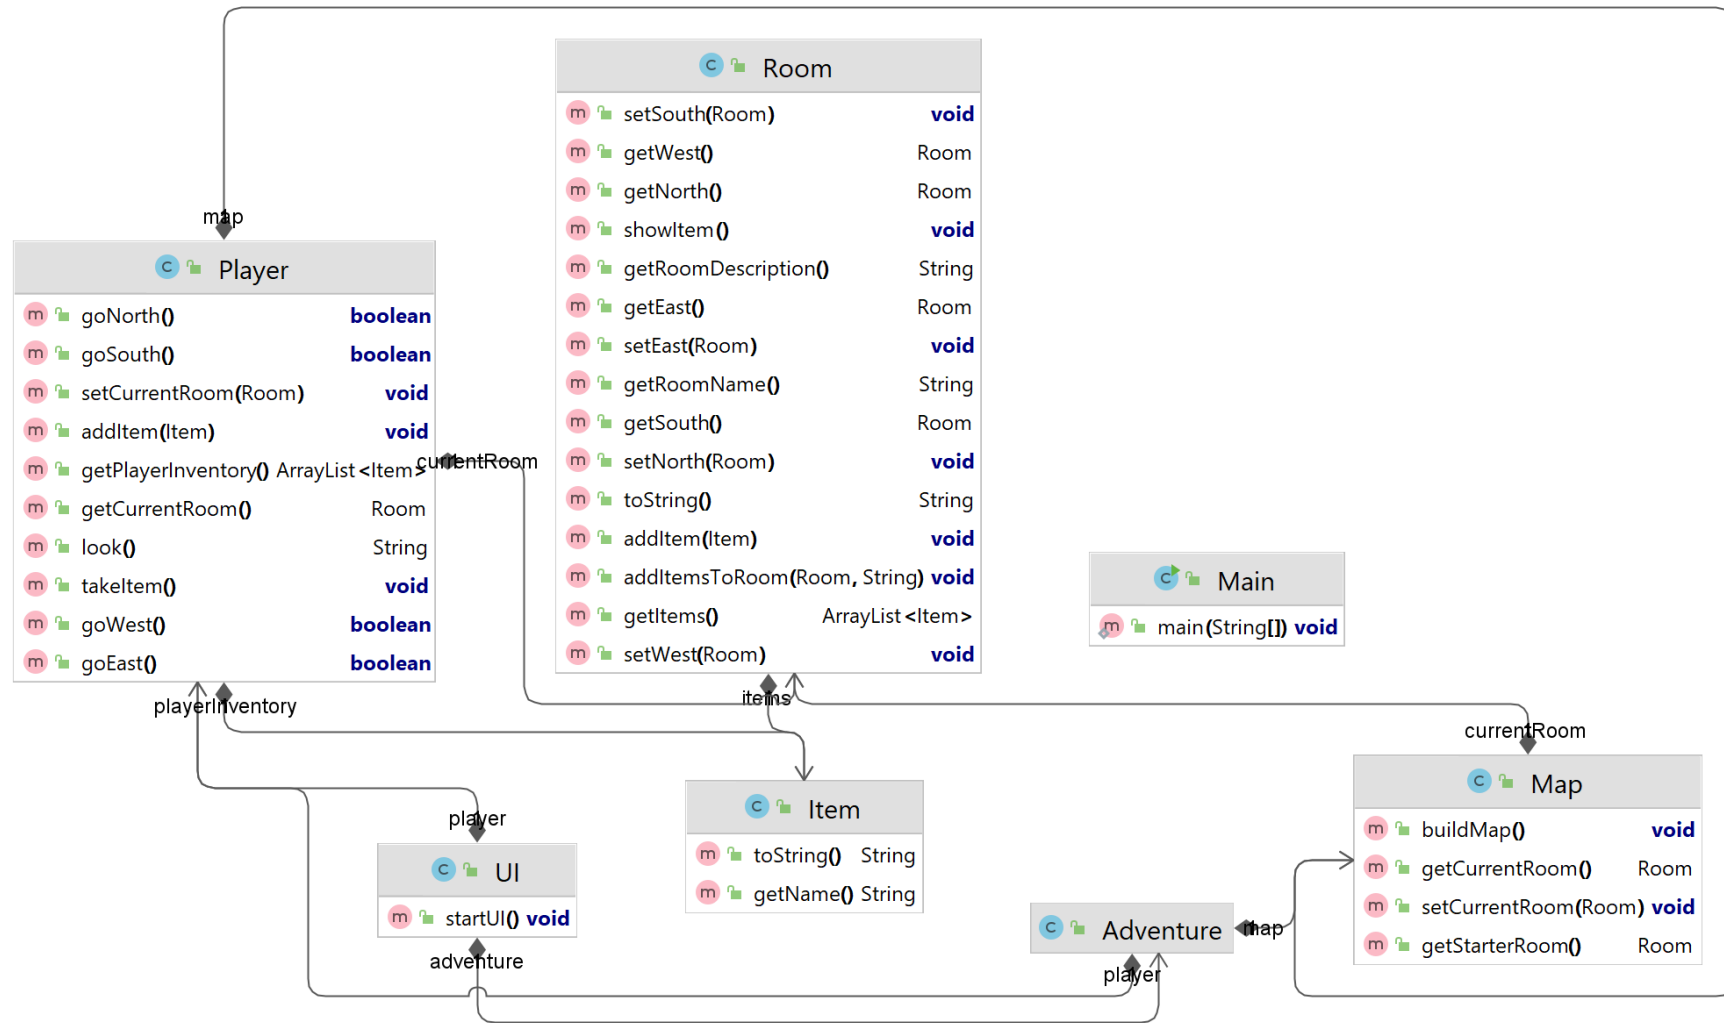 map
Player
goNorth() boolean
goSouth() boolean
setCurrentRoom(Room) void
addItem(Item) void
getPlayerInventory() ArrayList<Item>
getCurrentRoom() Room
look() String
takeItem() void
goWest() boolean
goEast() boolean
currentRoom
playerInventory
Room
setSouth(Room) void
getWest() Room
getNorth() Room
showItem() void
getRoomDescription() String
getEast() Room
setEast(Room) void
getRoomName() String
getSouth() Room
setNorth(Room) void
toString() String
addItem(Item) void
addItemsToRoom(Room, String) void
getItems() ArrayList<Item>
setWest(Room) void
items
Main
main(String[]) void
currentRoom
Map
buildMap() void
getCurrentRoom() Room
setCurrentRoom(Room) void
getStarterRoom() Room
player
UI
startUI() void
adventure
Item
toString() String
getName() String
Adventure
map
player